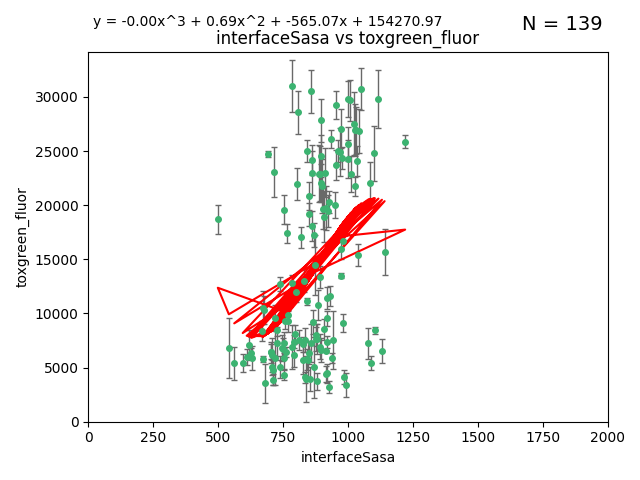 y = -0.00x^3 + 0.69x^2 + -565.07x + 154270.97
N = 139
interfaceSasa vs toxgreen_fluor
30000
25000
20000
15000
10000
5000
0
toxgreen_fluor
0 250 500 750 1000 1250 1500 1750 2000
interfaceSasa